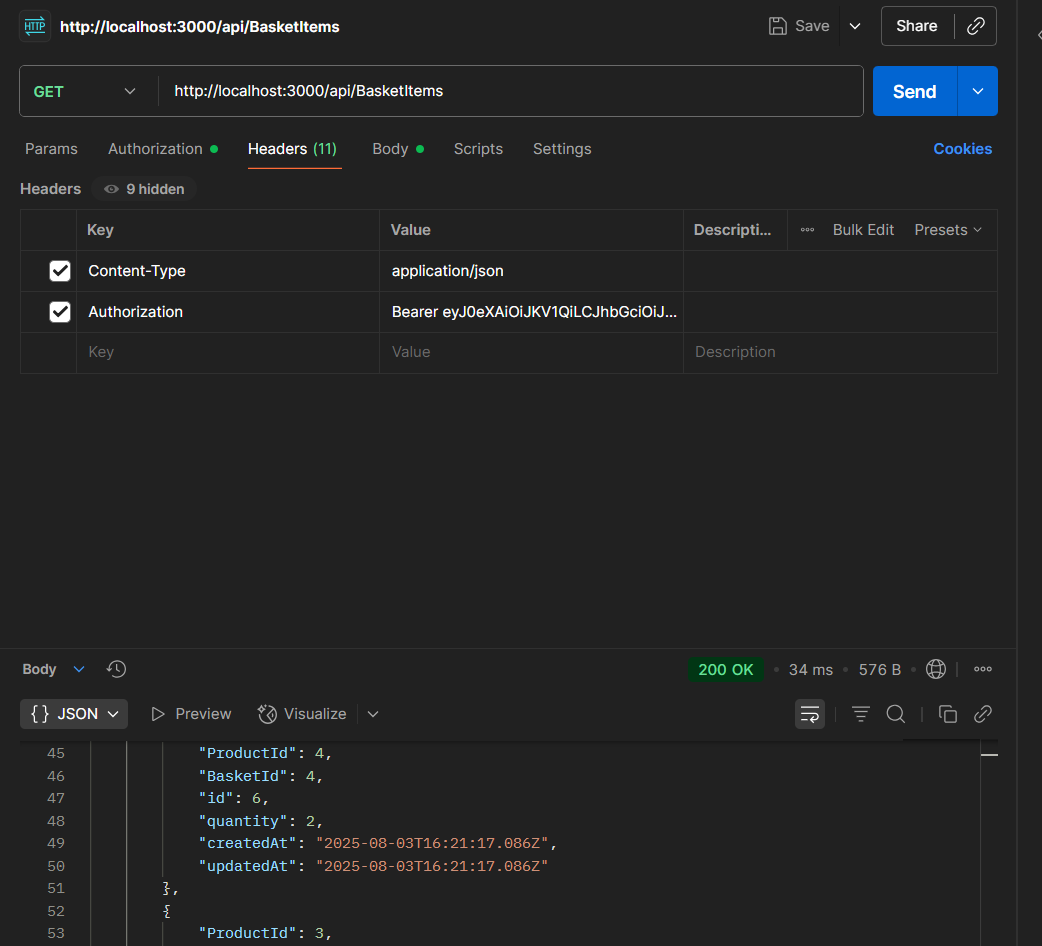 HTTP http://localhost:3000/api/BasketItems Save Share
GET http://localhost:3000/api/BasketItems Send
Params Authorization Headers (11) Body Scripts Settings Cookies
Headers 9 hidden
Key Value Descripti... Bulk Edit Presets
Content-Type application/json
Authorization Bearer eyJ0eXAiOiJKV1QiLCJhbGciOiJ...
Key Value Description
Body 200 OK 34 ms 576 B
{} JSON Preview Visualize
45 "ProductId": 4,
46 "BasketId": 4,
47 "id": 6,
48 "quantity": 2,
49 "createdAt": "2025-08-03T16:21:17.086Z",
50 "updatedAt": "2025-08-03T16:21:17.086Z"
51 },
52 {
53 "ProductId": 3,